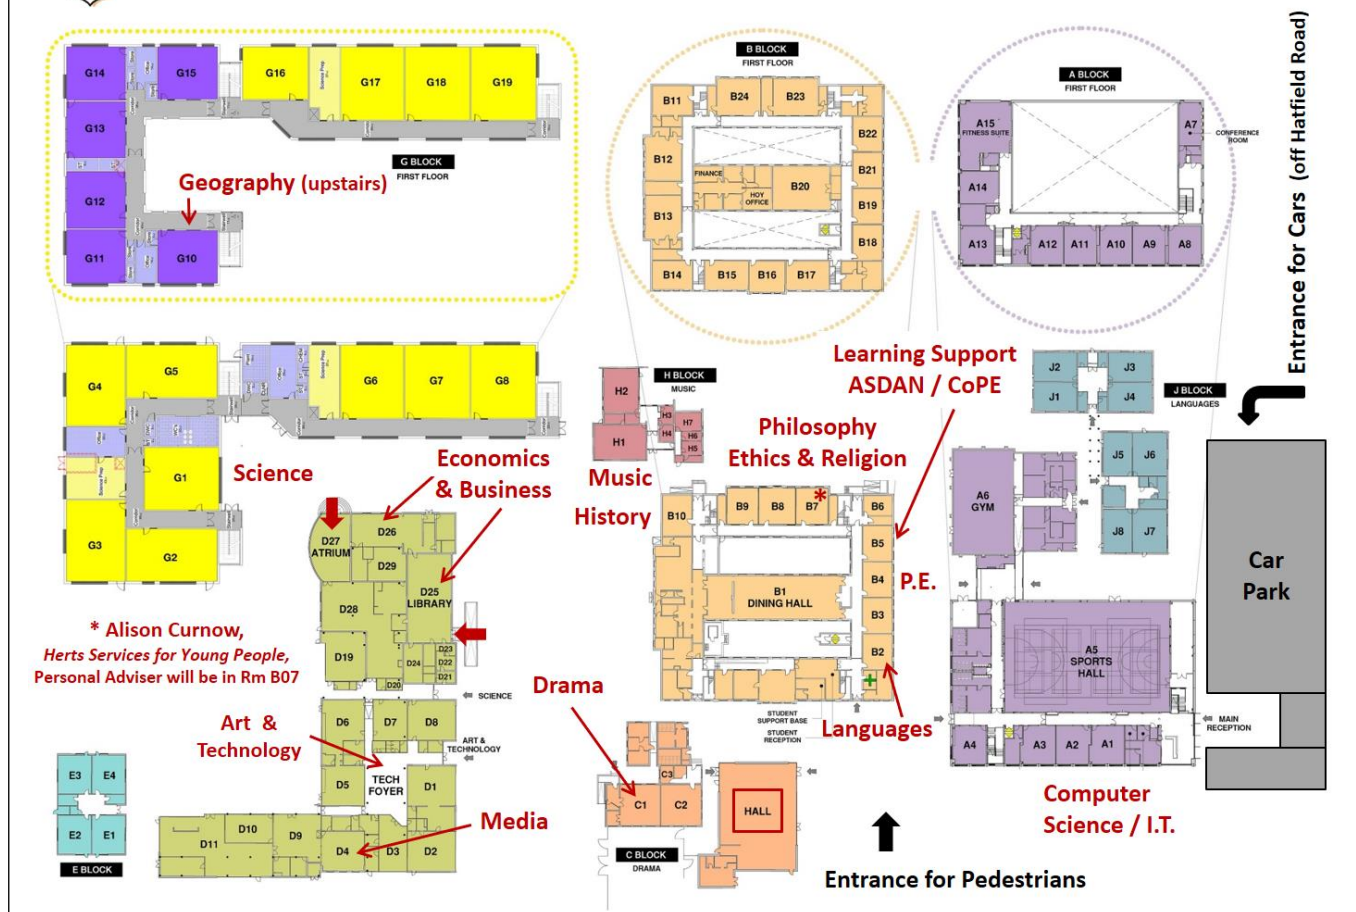 G14
G15
G16
Science Prep
G17
G18
G19
G13
G12
G11
G10
G BLOCK
FIRST FLOOR
Geography (upstairs)
B BLOCK
FIRST FLOOR
B11
B24
B23
B22
B12
B21
FINANCE
HOY
OFFICE
B20
B19
B13
B18
B14
B15
B16
B17
A BLOCK
FIRST FLOOR
A15
FITNESS SUITE
A7
CONFERENCE
ROOM
A14
A13
A12
A11
A10
A9
A8
Entrance for Cars (off Hatfield Road)
G4
G5
Science Prep
G6
G7
G8
Office
Science Prep
G1
G3
G2
Science
H BLOCK
MUSIC
H2
H3
H4
H7
H6
H5
H1
Music
Learning Support
ASDAN / CoPE
J2
J3
J1
J4
J BLOCK
LANGUAGES
J5
J6
J8
J7
Economics
& Business
Philosophy
Ethics & Religion
History
B10
B9
B8
B7
*
B6
B5
B4
B3
B2
B1
DINING HALL
P.E.
A6
GYM
Car
Park
D27
ATRIUM
D26
D29
D25
LIBRARY
D28
D19
D24
D23
D22
D21
D20
SCIENCE
* Alison Curnow,
Herts Services for Young People,
Personal Adviser will be in Rm B07
A5
SPORTS
HALL
Drama
STUDENT
SUPPORT BASE
STUDENT
RECEPTION
Languages
MAIN
RECEPTION
A4
A3
A2
A1
Art &
Technology
D6
D7
D8
ART &
TECHNOLOGY
TECH
FOYER
D5
D1
Media
E3
E4
E2
E1
E BLOCK
D11
D10
D9
D4
D3
D2
C3
C1
C2
HALL
C BLOCK
DRAMA
Computer
Science / I.T.
Entrance for Pedestrians